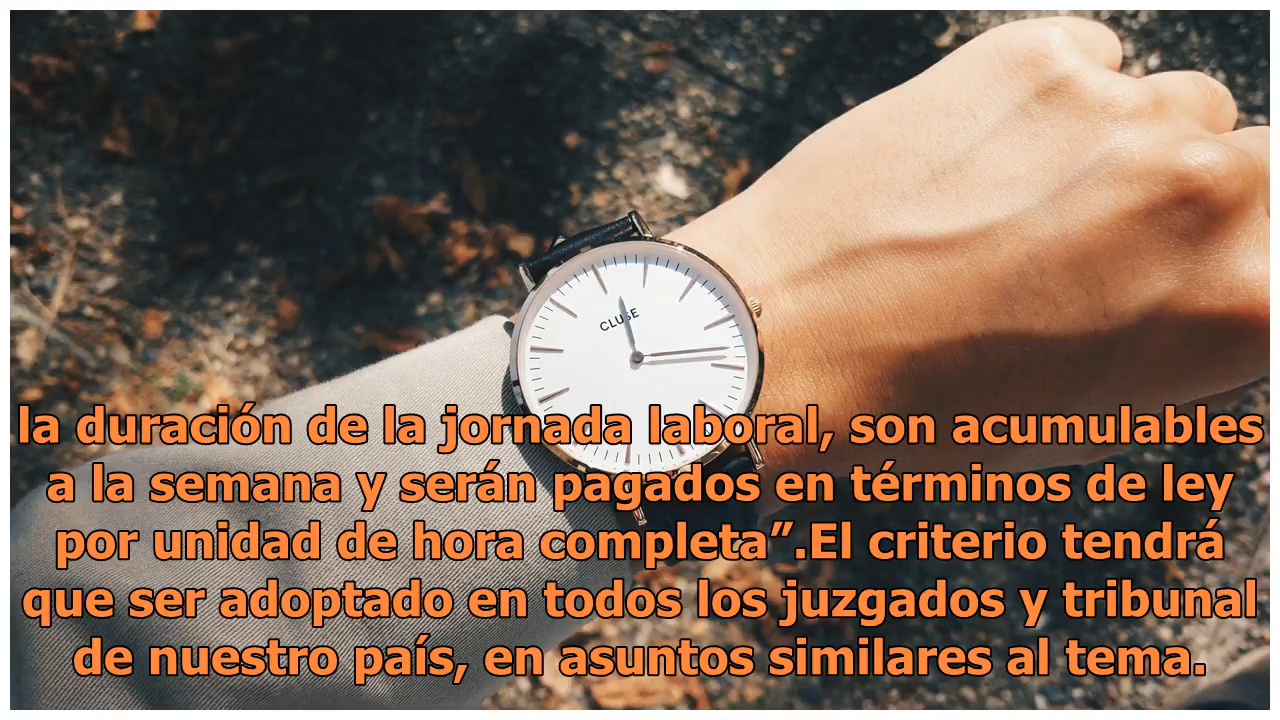 CLUSE
la duración de la jornada laboral, son acumulables
a la semana y serán pagados en términos de ley
por unidad de hora completa”.El criterio tendrá
que ser adoptado en todos los juzgados y tribunal
de nuestro país, en asuntos similares al tema.